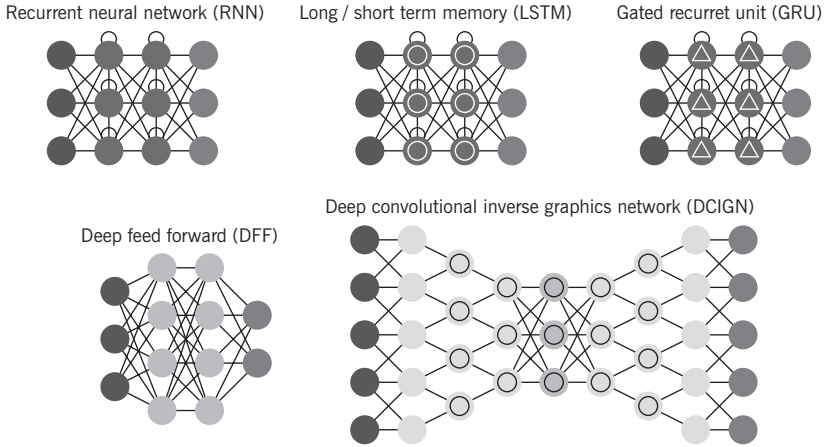 Recurrent neural network (RNN)
Long / short term memory (LSTM)
Gated recurret unit (GRU)
Deep convolutional inverse graphics network (DCIGN)
Deep feed forward (DFF)